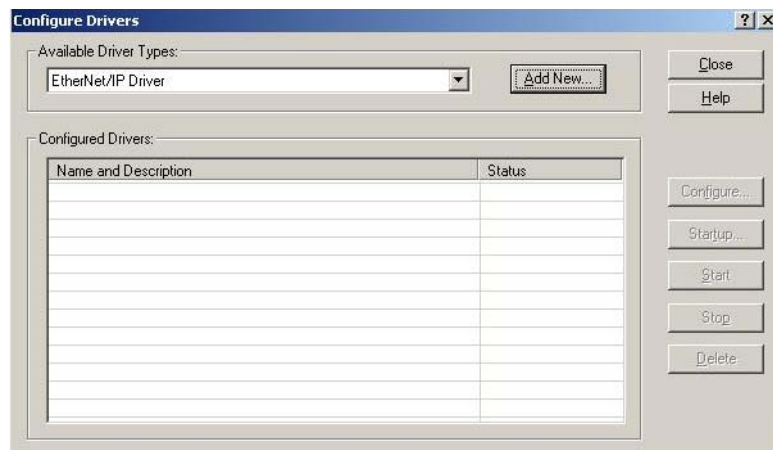 Configure Drivers
Available Driver Types:
EtherNet/IP Driver
Add New...
Close
Help
Configured Drivers:
Name and Description Status
Configure...
Startup...
Start
Stop
Delete